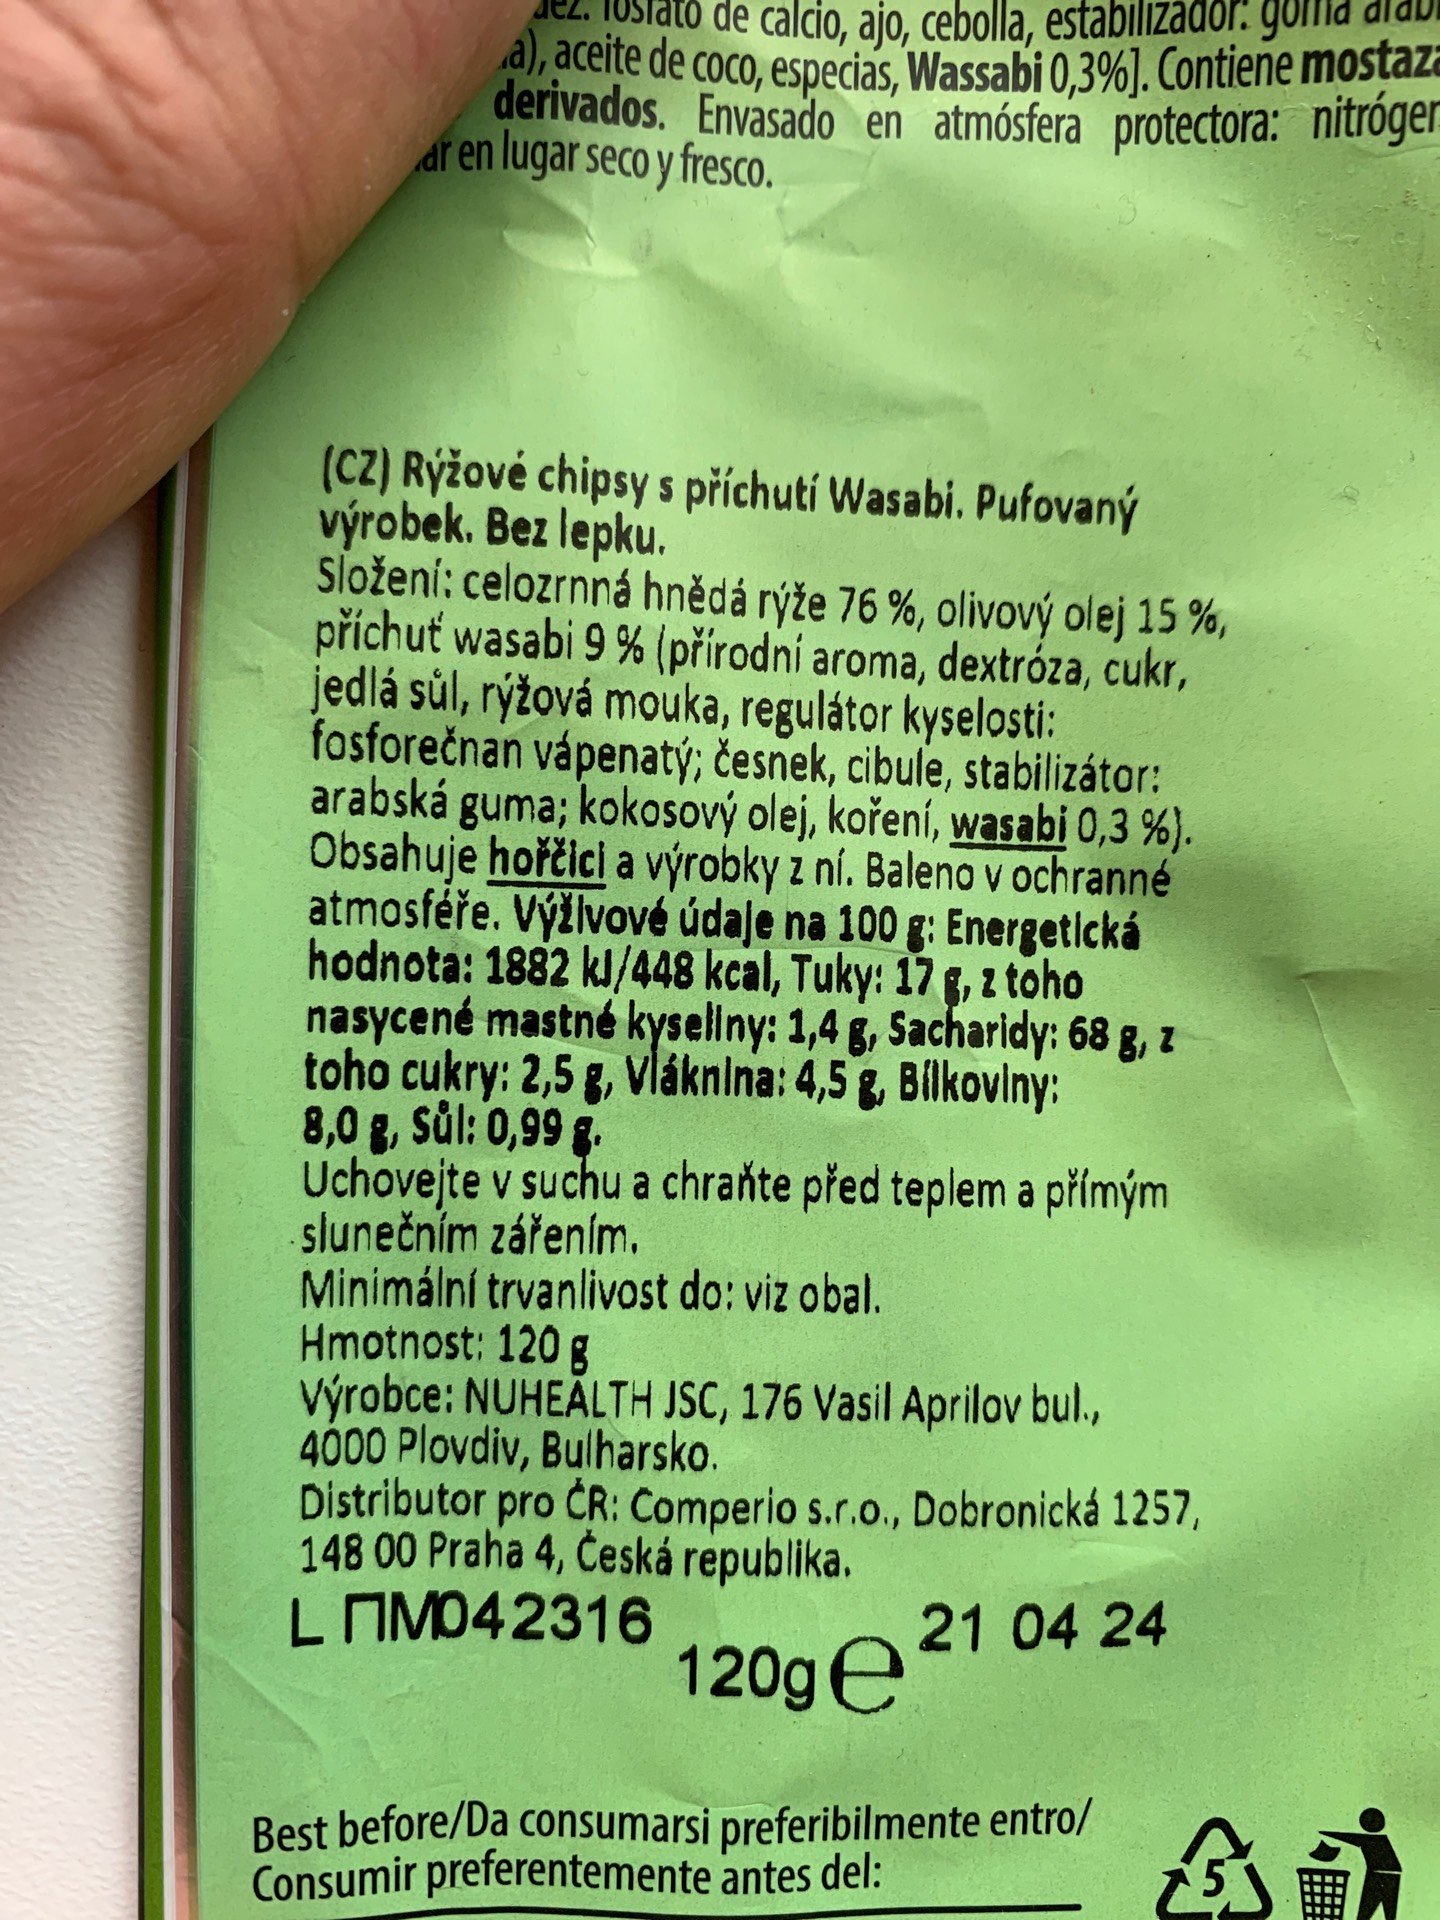 fosfato de calcio, ajo, cebolla, estabilizador: goma
aceite de coco, especias, Wassabi 0,3%]. Contiene
derivados. Envasado en atmósfera protectora:
en lugar seco y fresco.
(CZ) Rýžové chipsy s příchutí Wasabi. Pufovaný
výrobek. Bez lepku.
Složení: celozrnná hnědá rýže 76 %, olivový olej 15 %,
příchuť wasabi 9 % (přírodní aroma, dextróza, cukr,
jedlá sůl, rýžová mouka, regulátor kyselosti:
fosforečnan vápenatý; česnek, cibule, stabilizátor:
arabská guma; kokosový olej, koření, wasabi 0,3 %).
Obsahuje hořčici a výrobky z ní. Baleno v ochranné
atmosféře. Výživové údaje na 100 g: Energetická
hodnota: 1882 kJ/448 kcal, Tuky: 17 g, z toho
nasycené mastné kyseliny: 1,4 g, Sacharidy: 68 g, z
toho cukry: 2,5 g, Vláknina: 4,5 g, Bílkoviny:
8,0 g, Sůl: 0,99 g.
Uchovejte v suchu a chraňte před teplem a přímým
slunečním zářením.
Minimální trvanlivost do: viz obal.
Hmotnost: 120 g
Výrobce: NUHEALTH JSC, 176 Vasil Aprilov bul.,
4000 Plovdiv, Bulharsko.
Distributor pro ČR: Comperio s.r.o., Dobronická 1257,
148 00 Praha 4, Česká republika.
L ПM042316 21 04 24
120g e
Best before/Da consumarsi preferibilmente entro/
Consumir preferentemente antes del:
5